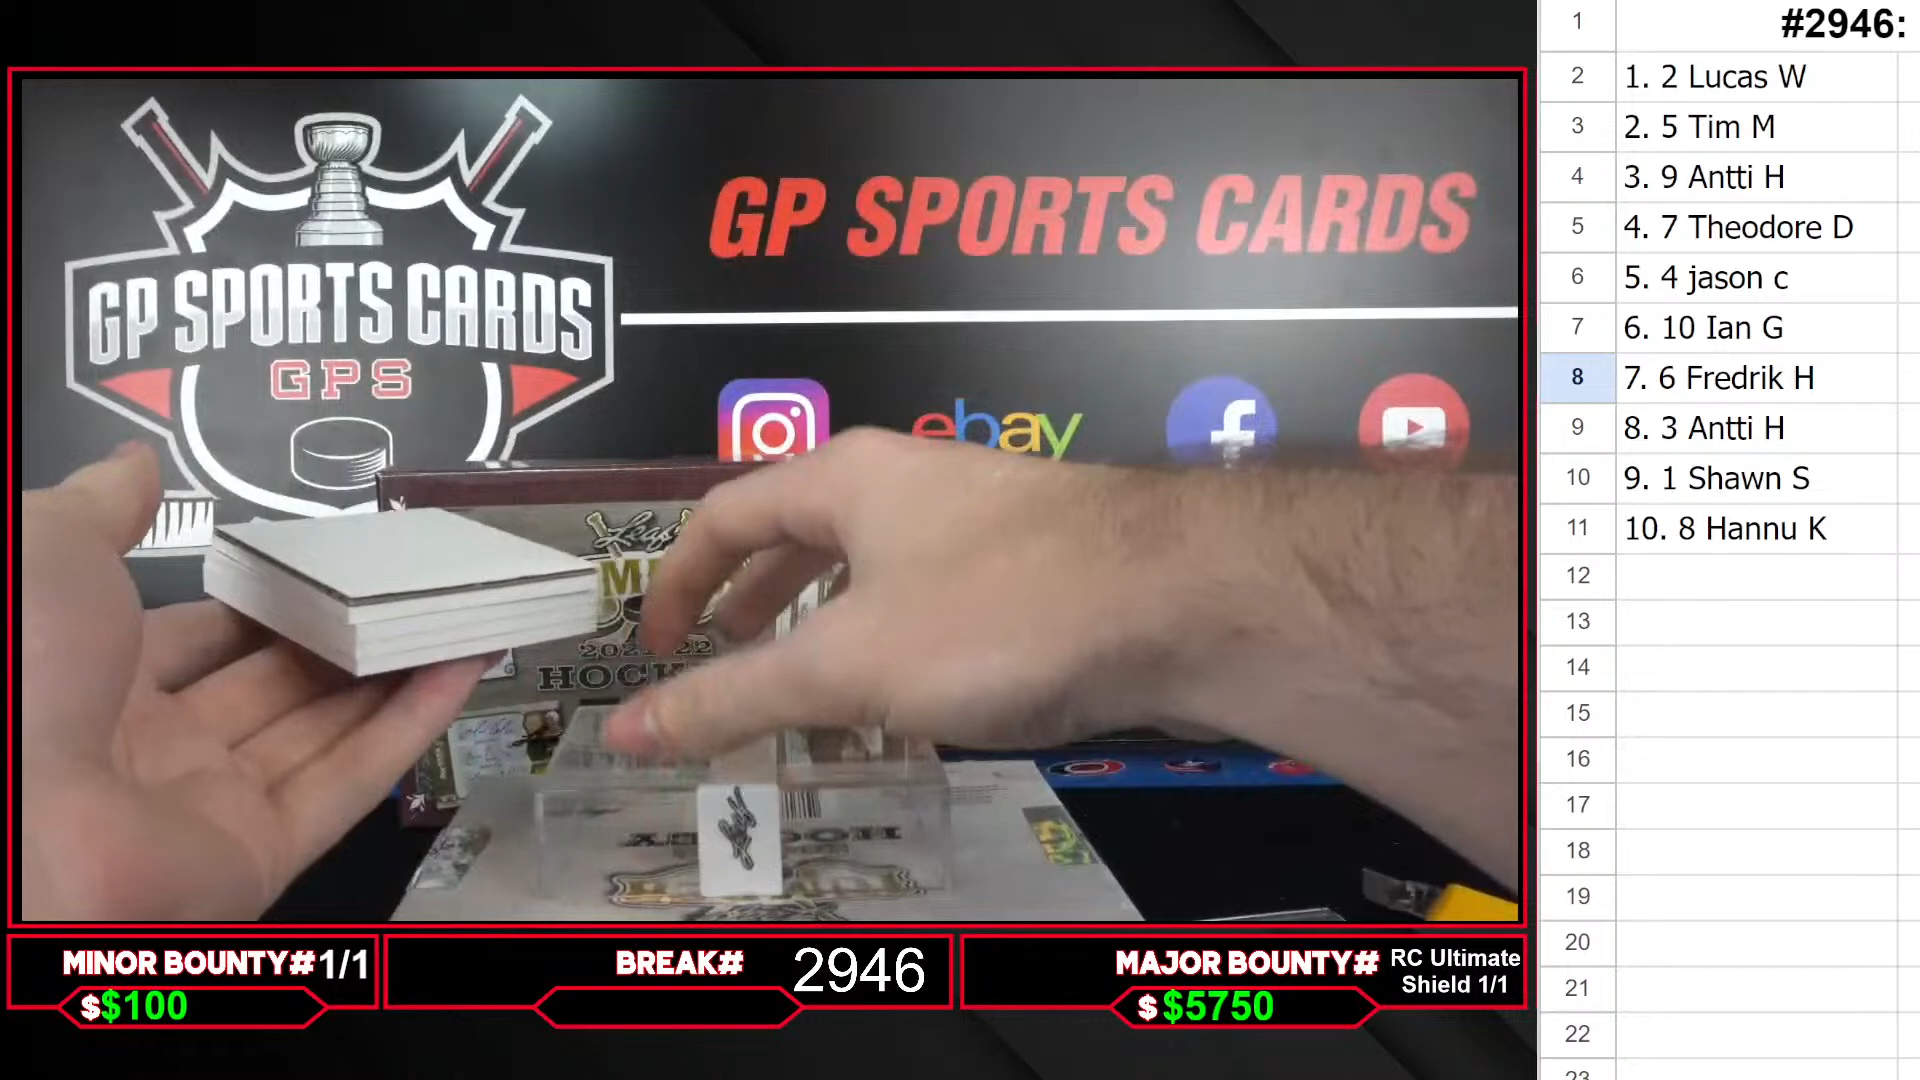 GP SPORTS CARDS
GPS
GP SPORTS CARDS
ebay
Leaf
HOCKEY
Leaf
MINOR BOUNTY# 1/1
$$100
BREAK# 2946
MAJOR BOUNTY# RC Ultimate Shield 1/1
$ $5750
1 #2946:
2 1. 2 Lucas W
3 2. 5 Tim M
4 3. 9 Antti H
5 4. 7 Theodore D
6 5. 4 jason c
7 6. 10 Ian G
8 7. 6 Fredrik H
9 8. 3 Antti H
10 9. 1 Shawn S
11 10. 8 Hannu K
12
13
14
15
16
17
18
19
20
21
22
23